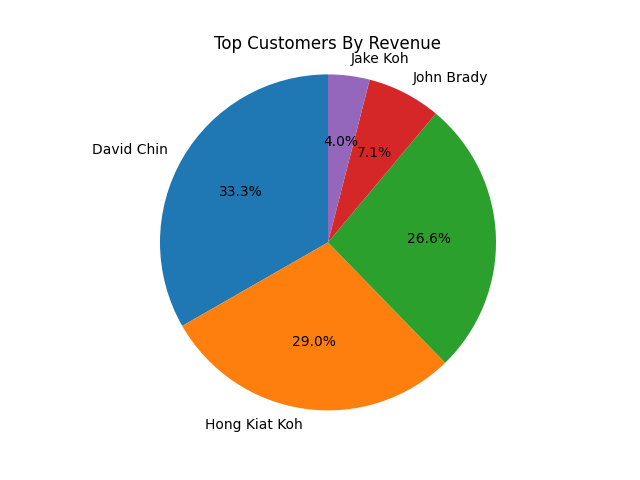 Top Customers By Revenue
Jake Koh
John Brady
David Chin
4.0%
7.1%
33.3%
26.6%
29.0%
Hong Kiat Koh